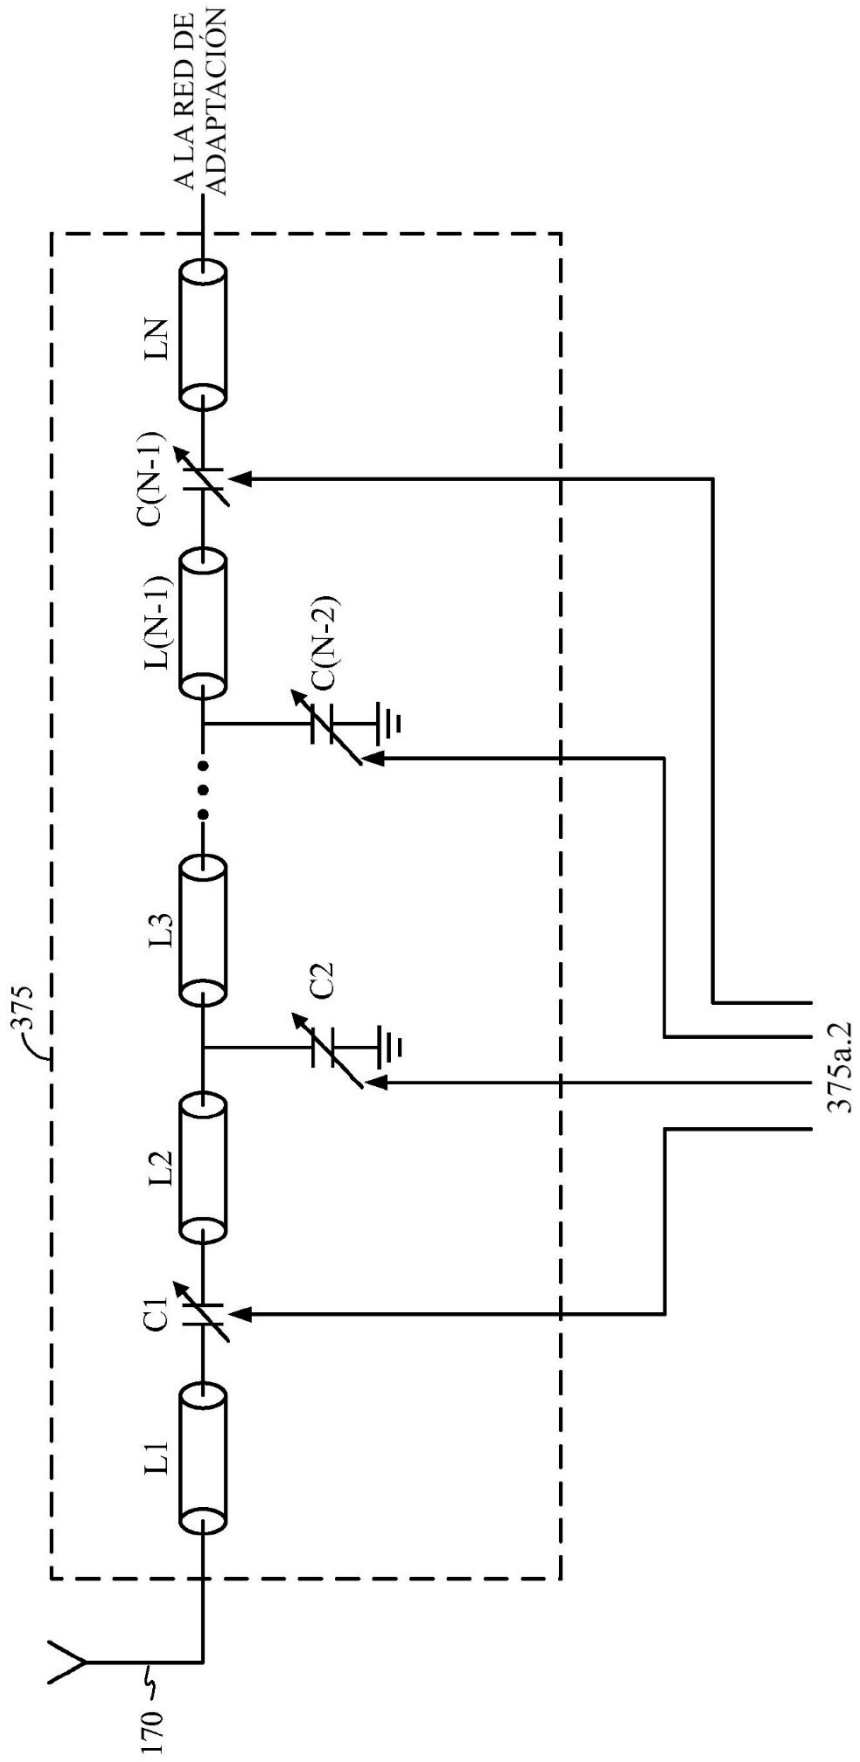 375
L1
C1
L2
L3
L(N-1)
C(N-1)
LN
A LA RED DE
ADAPTACIÓN
C2
C(N-2)
170
375a.2